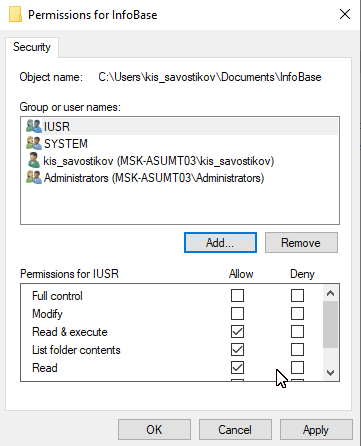 Permissions for InfoBase
Security
Object name: C:\Users\kis_savostikov\Documents\InfoBase
Group or user names:
IUSR
SYSTEM
kis_savostikov (MSK-ASUMT03\kis_savostikov)
Administrators (MSK-ASUMT03\Administrators)
Add... Remove
Permissions for IUSR Allow Deny
Full control
Modify
Read & execute
List folder contents
Read
OK Cancel Apply